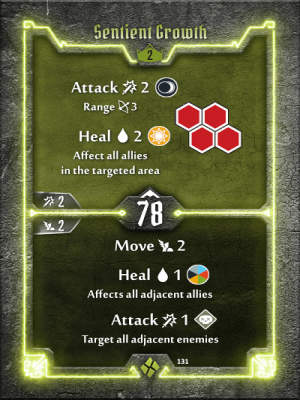 Sentient Growth
2
Attack 2
Range 3
Heal 2
Affect all allies
in the targeted area
2
2
78
Move 2
Heal 1
Affects all adjacent allies
Attack 1
Target all adjacent enemies
131